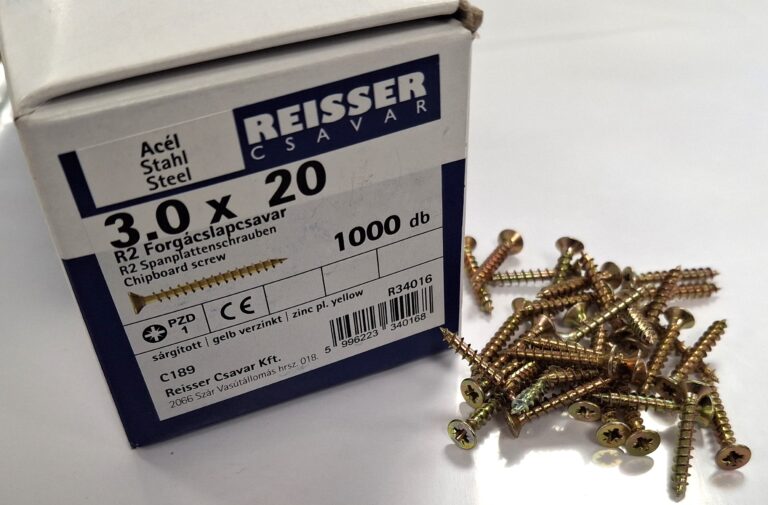 REISSER
CSAVAR
Acél
Stahl
Steel
3.0 x 20
R2 Forgácslapcsavar
R2 Spanplattenschrauben
Chipboard screw
1000 db
PZD
1
CE
R34016
sárgított | gelb verzinkt | zinc pl. yellow
5 996223 340168
C189
Reisser Csavar Kft.
2066 Szár Vasútállomás hrsz. 018.